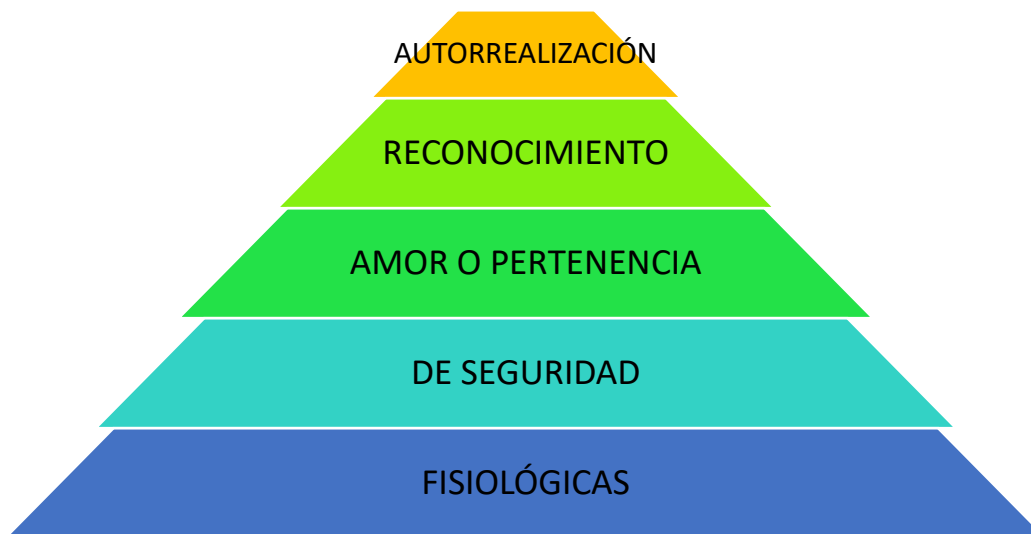 AUTORREALIZACIÓN
RECONOCIMIENTO
AMOR O PERTENENCIA
DE SEGURIDAD
FISIOLÓGICAS